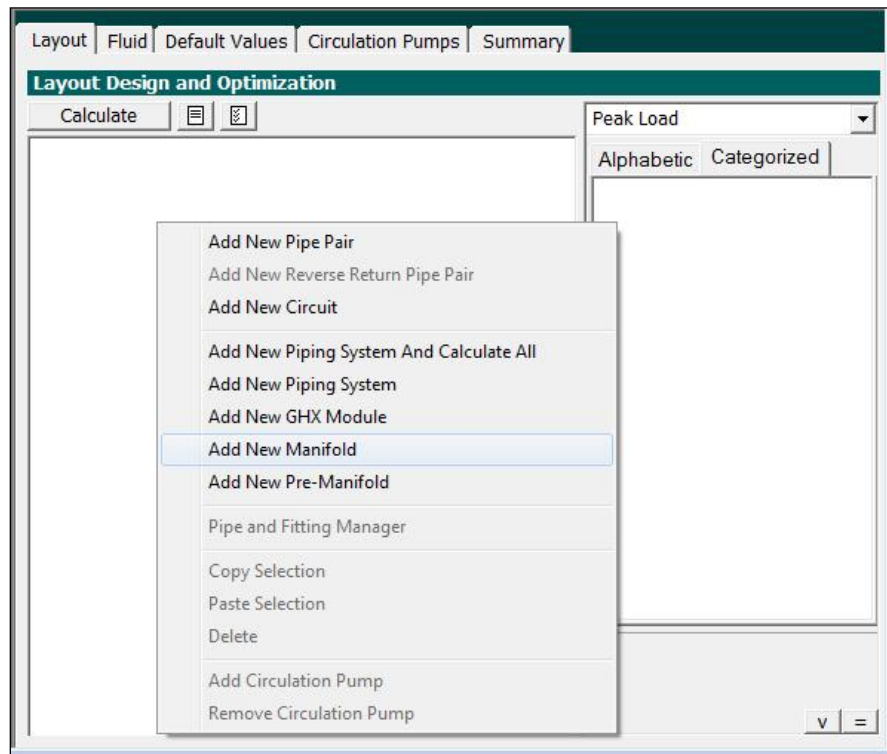 Layout Fluid Default Values Circulation Pumps Summary
Layout Design and Optimization
Calculate
Peak Load
Alphabetic Categorized
Add New Pipe Pair
Add New Reverse Return Pipe Pair
Add New Circuit
Add New Piping System And Calculate All
Add New Piping System
Add New GHX Module
Add New Manifold
Add New Pre-Manifold
Pipe and Fitting Manager
Copy Selection
Paste Selection
Delete
Add Circulation Pump
Remove Circulation Pump
v =